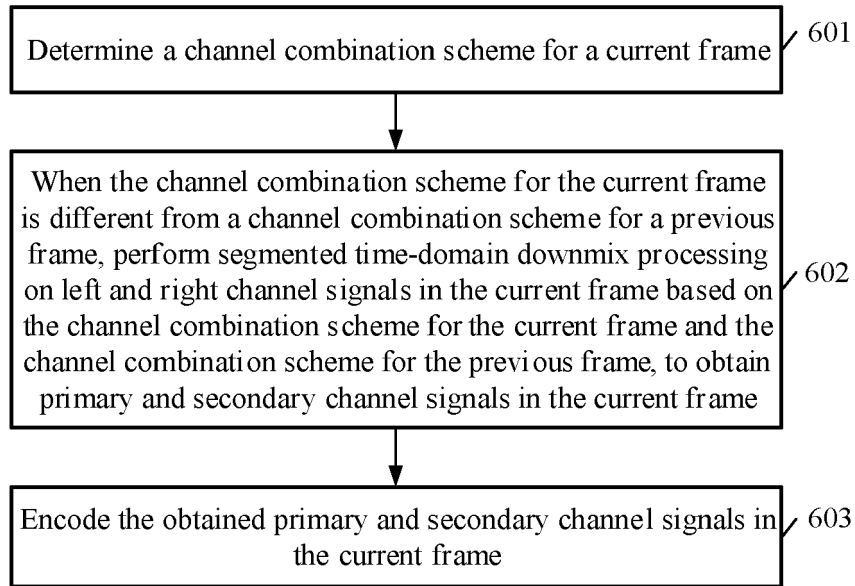 Determine a channel combination scheme for a current frame
601
When the channel combination scheme for the current frame
is different from a channel combination scheme for a previous
frame, perform segmented time-domain downmix processing
on left and right channel signals in the current frame based on
the channel combination scheme for the current frame and the
channel combination scheme for the previous frame, to obtain
primary and secondary channel signals in the current frame
602
Encode the obtained primary and secondary channel signals in
the current frame
603